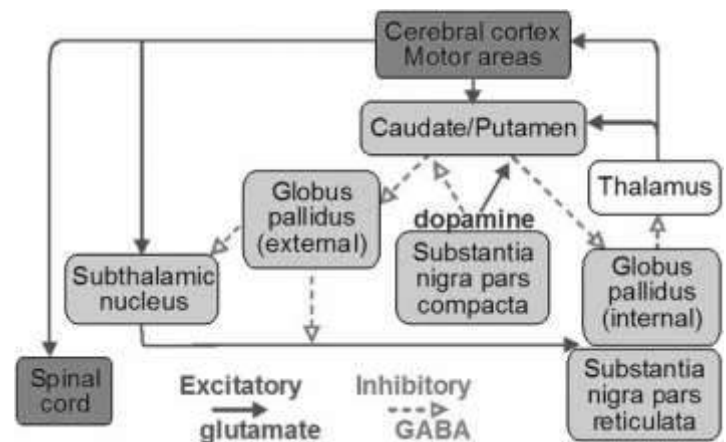 Cerebral cortex
Motor areas
Caudate/Putamen
Globus
pallidus
(external)
dopamine
Thalamus
Substantia
nigra pars
compacta
Subthalamic
nucleus
Globus
pallidus
(internal)
Spinal
cord
Excitatory
glutamate
Inhibitory
GABA
Substantia
nigra pars
reticulata